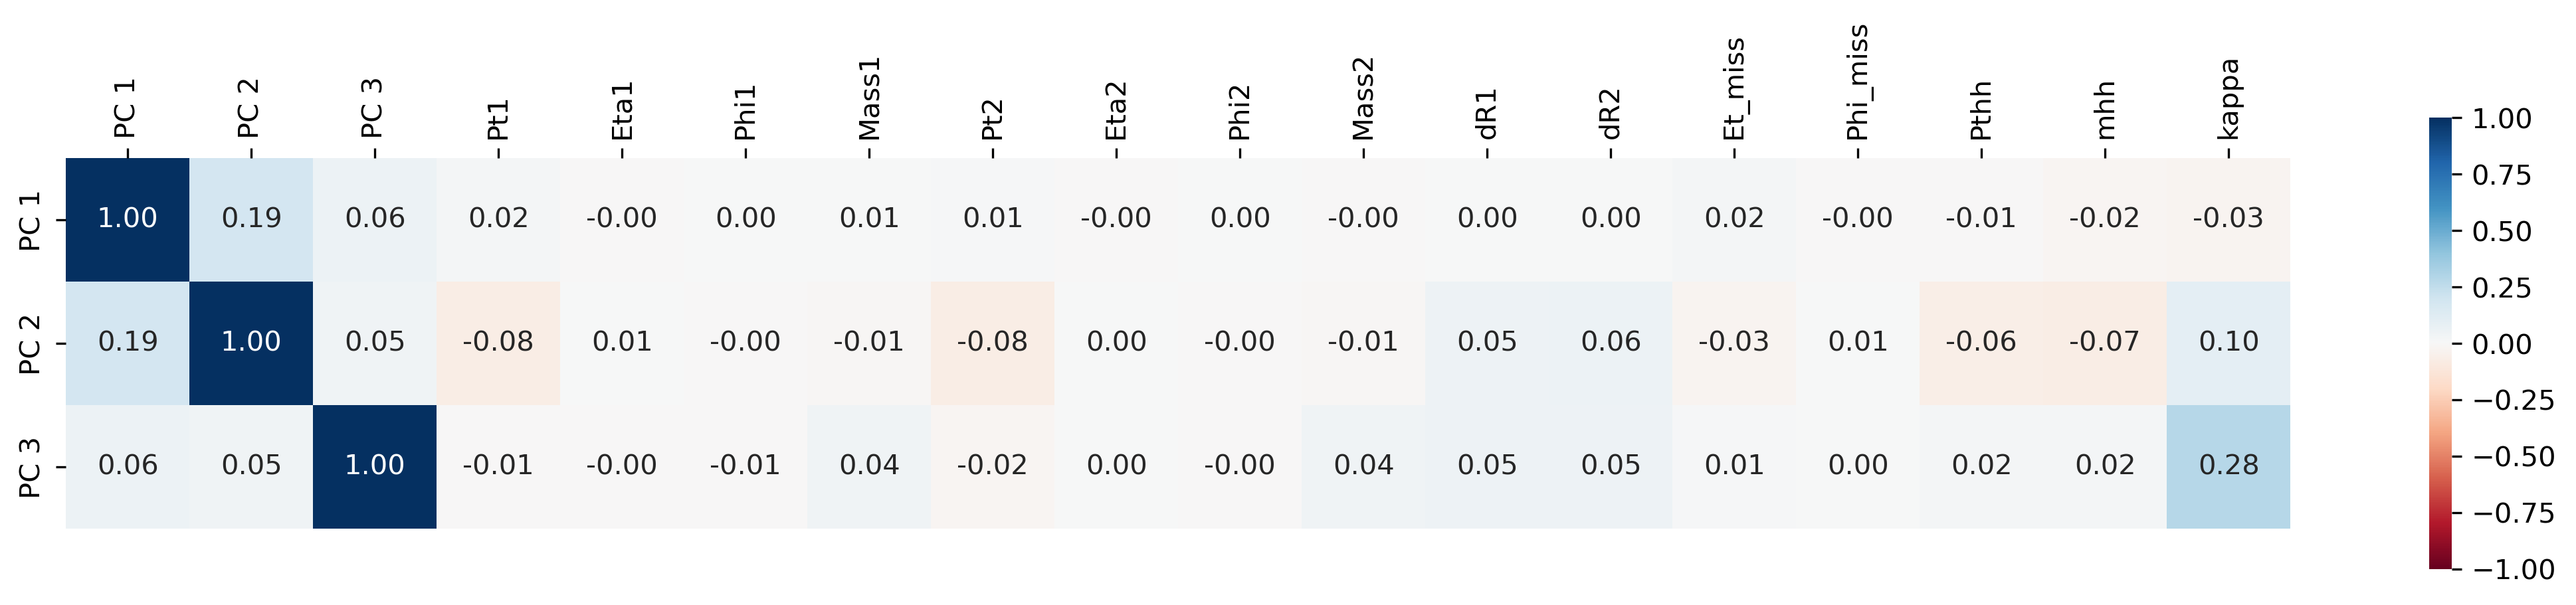 PC 1 PC 2 PC 3 Pt1 Eta1 Phi1 Mass1 Pt2 Eta2 Phi2 Mass2 dR1 dR2 Et_miss Phi_miss Pthh mhh kappa
PC 1 1.00 0.19 0.06 0.02 -0.00 0.00 0.01 0.01 -0.00 0.00 -0.00 0.00 0.00 0.02 -0.00 -0.01 -0.02 -0.03
PC 2 0.19 1.00 0.05 -0.08 0.01 -0.00 -0.01 -0.08 0.00 -0.00 -0.01 0.05 0.06 -0.03 0.01 -0.06 -0.07 0.10
PC 3 0.06 0.05 1.00 -0.01 -0.00 -0.01 0.04 -0.02 0.00 -0.00 0.04 0.05 0.05 0.01 0.00 0.02 0.02 0.28
1.00
0.75
0.50
0.25
0.00
−0.25
−0.50
−0.75
−1.00